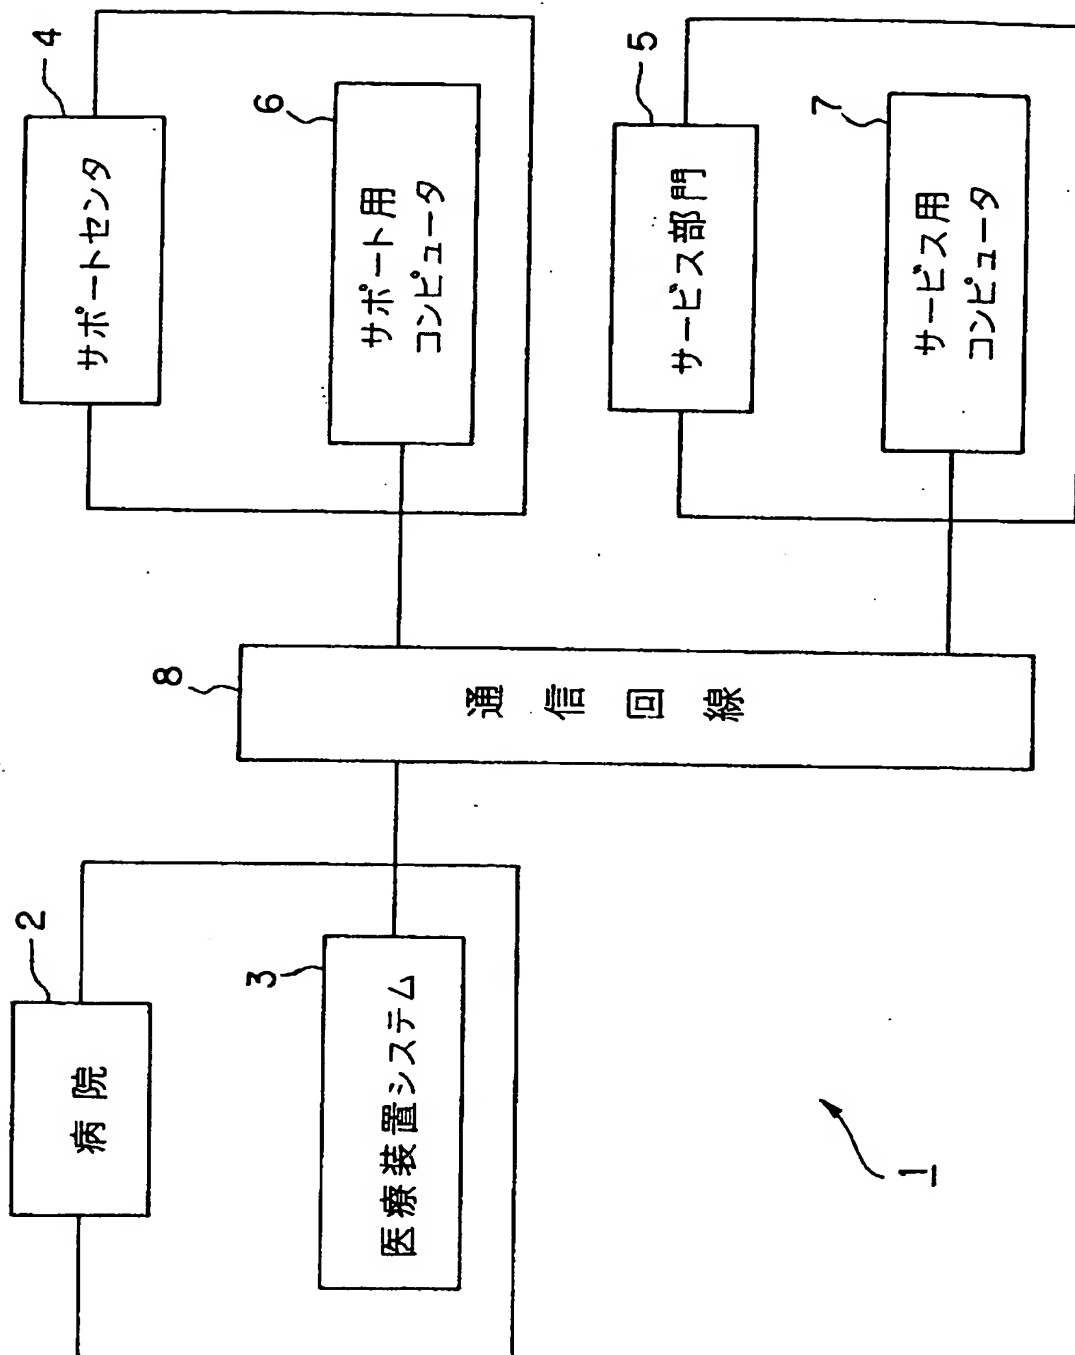 2
病院
3
医療装置システム
8
通信回線
4
サポートセンタ
6
サポート用
コンピュータ
5
サービス部門
7
サービス用
コンピュータ
1